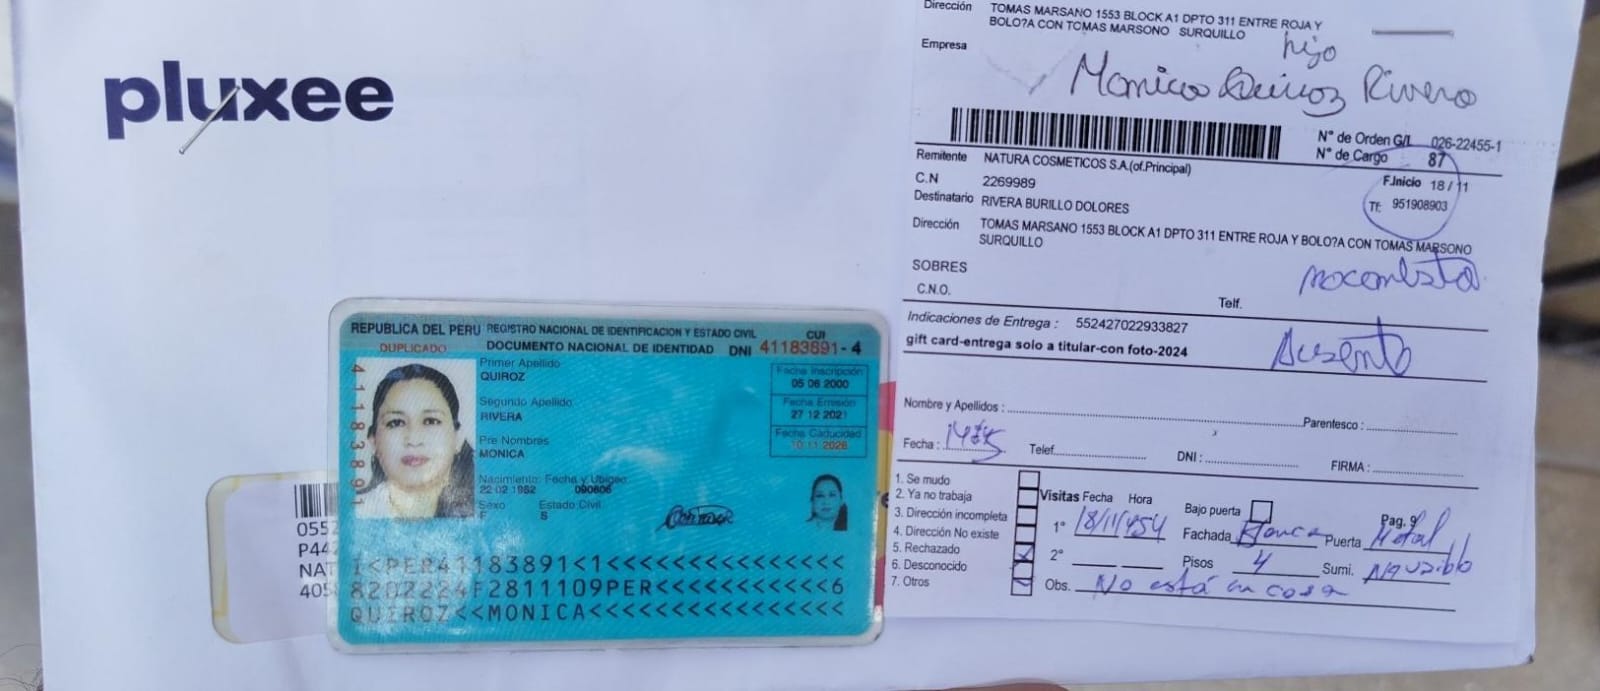 pluxee
Dirección TOMAS MARSANO 1553 BLOCK A1 DPTO 311 ENTRE ROJA Y
BOLO?A CON TOMAS MARSONO SURQUILLO
hijo
Empresa
Monica Quiroz Rivera
N° de Orden G/L 026-22455-1
N° de Cargo 87
Remitente NATURA COSMETICOS S.A.(of.Principal)
F.Inicio 18 / 11
C.N 2269989
Tf: 951908903
Destinatario RIVERA BURILLO DOLORES
Dirección TOMAS MARSANO 1553 BLOCK A1 DPTO 311 ENTRE ROJA Y BOLO?A CON TOMAS MARSONO
SURQUILLO
SOBRES
no contesta
C.N.O.
Telf.
Indicaciones de Entrega : 552427022933827
gift card-entrega solo a titular-con foto-2024
Ausente
Nombre y Apellidos : Parentesco :
Fecha : Telef. DNI : FIRMA :
1. Se mudo
2. Ya no trabaja
3. Dirección incompleta
4. Dirección No existe
5. Rechazado
6. Desconocido
7. Otros
Visitas Fecha Hora Bajo puerta Pag. 9
1° 18/11/ 454 Fachada Blanca Puerta Metal
2° Pisos 4 Sumi.
Obs. No está en casa
REPUBLICA DEL PERU REGISTRO NACIONAL DE IDENTIFICACION Y ESTADO CIVIL CUI
DUPLICADO DOCUMENTO NACIONAL DE IDENTIDAD DNI 41183891-4
41183891
Primer Apellido
QUIROZ
Segundo Apellido
RIVERA
Pre Nombres
MONICA
Nacimiento: Fecha y Ubigeo
22 02 1982 090606
Sexo Estado Civil
F S
Fecha Inscripción
05 06 2000
Fecha Emisión
27 12 2021
Fecha Caducidad
10 11 2028
I<PER41183891<1<<<<<<<<<<<<<<<
8202224F2811109PER<<<<<<<<<<<6
QUIROZ<<MONICA<<<<<<<<<<<<<<<<
0552
P44
NAT
405